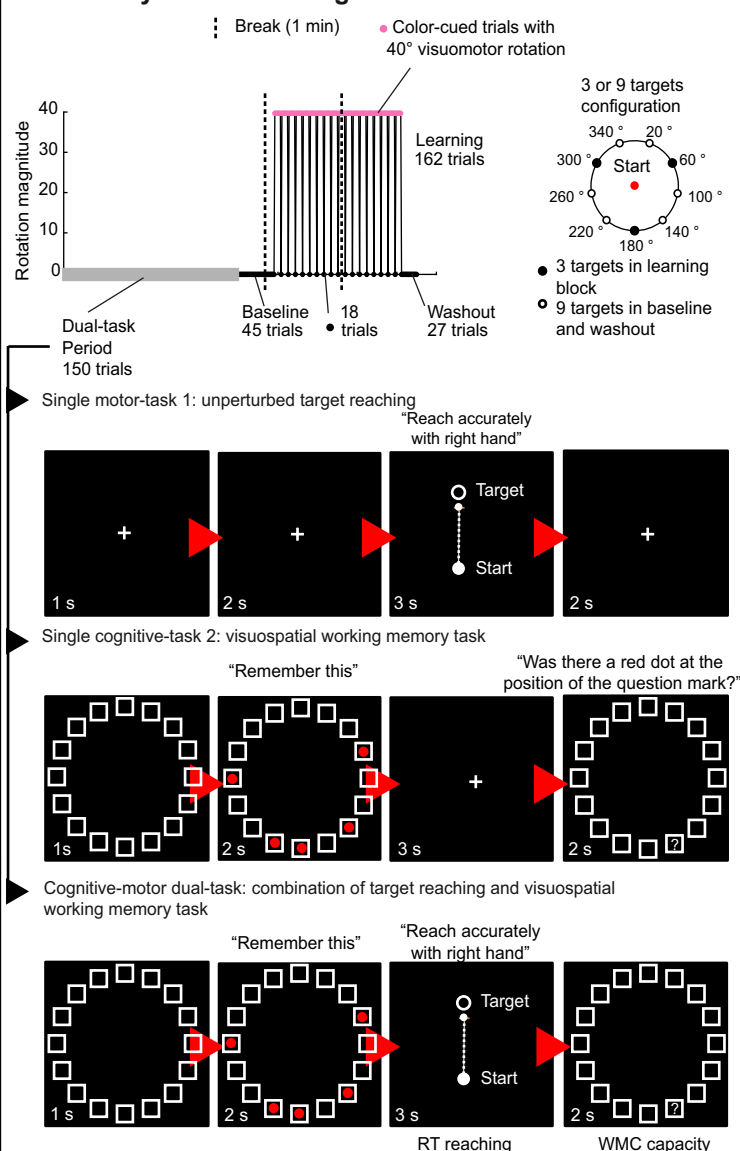 Break (1 min)
Color-cued trials with
40° visuomotor rotation
3 or 9 targets
configuration
Rotation magnitude
40
30
20
10
0
Learning
162 trials
340 °
20 °
300 °
Start
60 °
260 °
100 °
220 °
140 °
180 °
3 targets in learning
block
9 targets in baseline
and washout
Baseline
45 trials
18
trials
Washout
27 trials
Dual-task
Period
150 trials
Single motor-task 1: unperturbed target reaching
“Reach accurately
with right hand”
+
+
Target
Start
+
1 s
2 s
3 s
2 s
Single cognitive-task 2: visuospatial working memory task
“Remember this”
“Was there a red dot at the
position of the question mark?”
+
?
1s
2 s
3 s
2 s
Cognitive-motor dual-task: combination of target reaching and visuospatial
working memory task
“Remember this”
“Reach accurately
with right hand”
Target
Start
?
1 s
2 s
3 s
2 s
RT reaching
WMC capacity